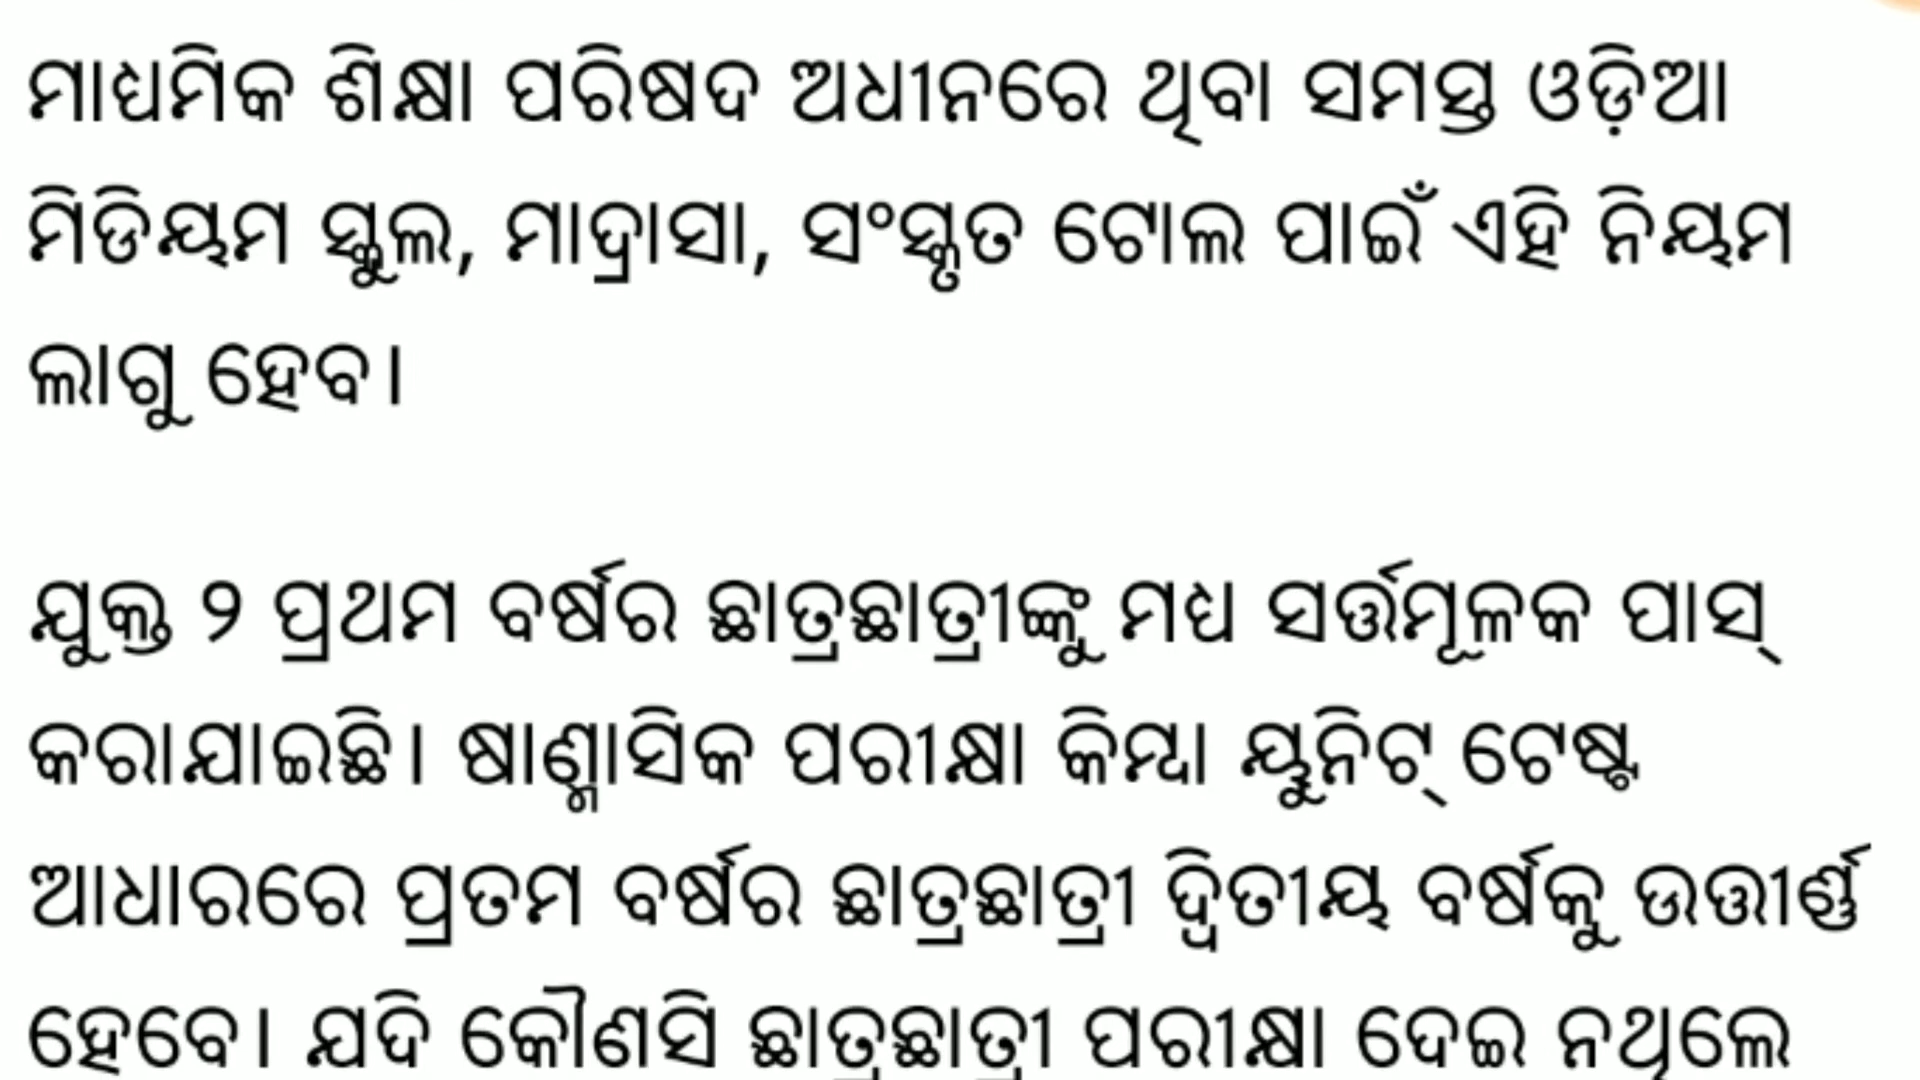 ମାଧ୍ୟମିକ ଶିକ୍ଷା ପରିଷଦ ଅଧୀନରେ ଥିବା ସମସ୍ତ ଓଡ଼ିଆ
ମିଡିୟମ ସ୍କୁଲ, ମାଦ୍ରାସା, ସଂସ୍କୃତ ଟୋଲ ପାଇଁ ଏହି ନିୟମ
ଲାଗୁ ହେବ।
ଯୁକ୍ତ ୨ ପ୍ରଥମ ବର୍ଷର ଛାତ୍ରଛାତ୍ରୀଙ୍କୁ ମଧ୍ୟ ସର୍ତ୍ତମୂଳକ ପାସ୍
କରାଯାଇଛି। ଷାଣ୍ମାସିକ ପରୀକ୍ଷା କିମ୍ବା ୟୁନିଟ୍ ଟେଷ୍ଟ
ଆଧାରରେ ପ୍ରତମ ବର୍ଷର ଛାତ୍ରଛାତ୍ରୀ ଦ୍ୱିତୀୟ ବର୍ଷକୁ ଉତ୍ତୀର୍ଣ୍ଣ
ହେବେ। ଯଦି କୌଣସି ଛାତ୍ରଛାତ୍ରୀ ପରୀକ୍ଷା ଦେଇ ନଥିଲେ